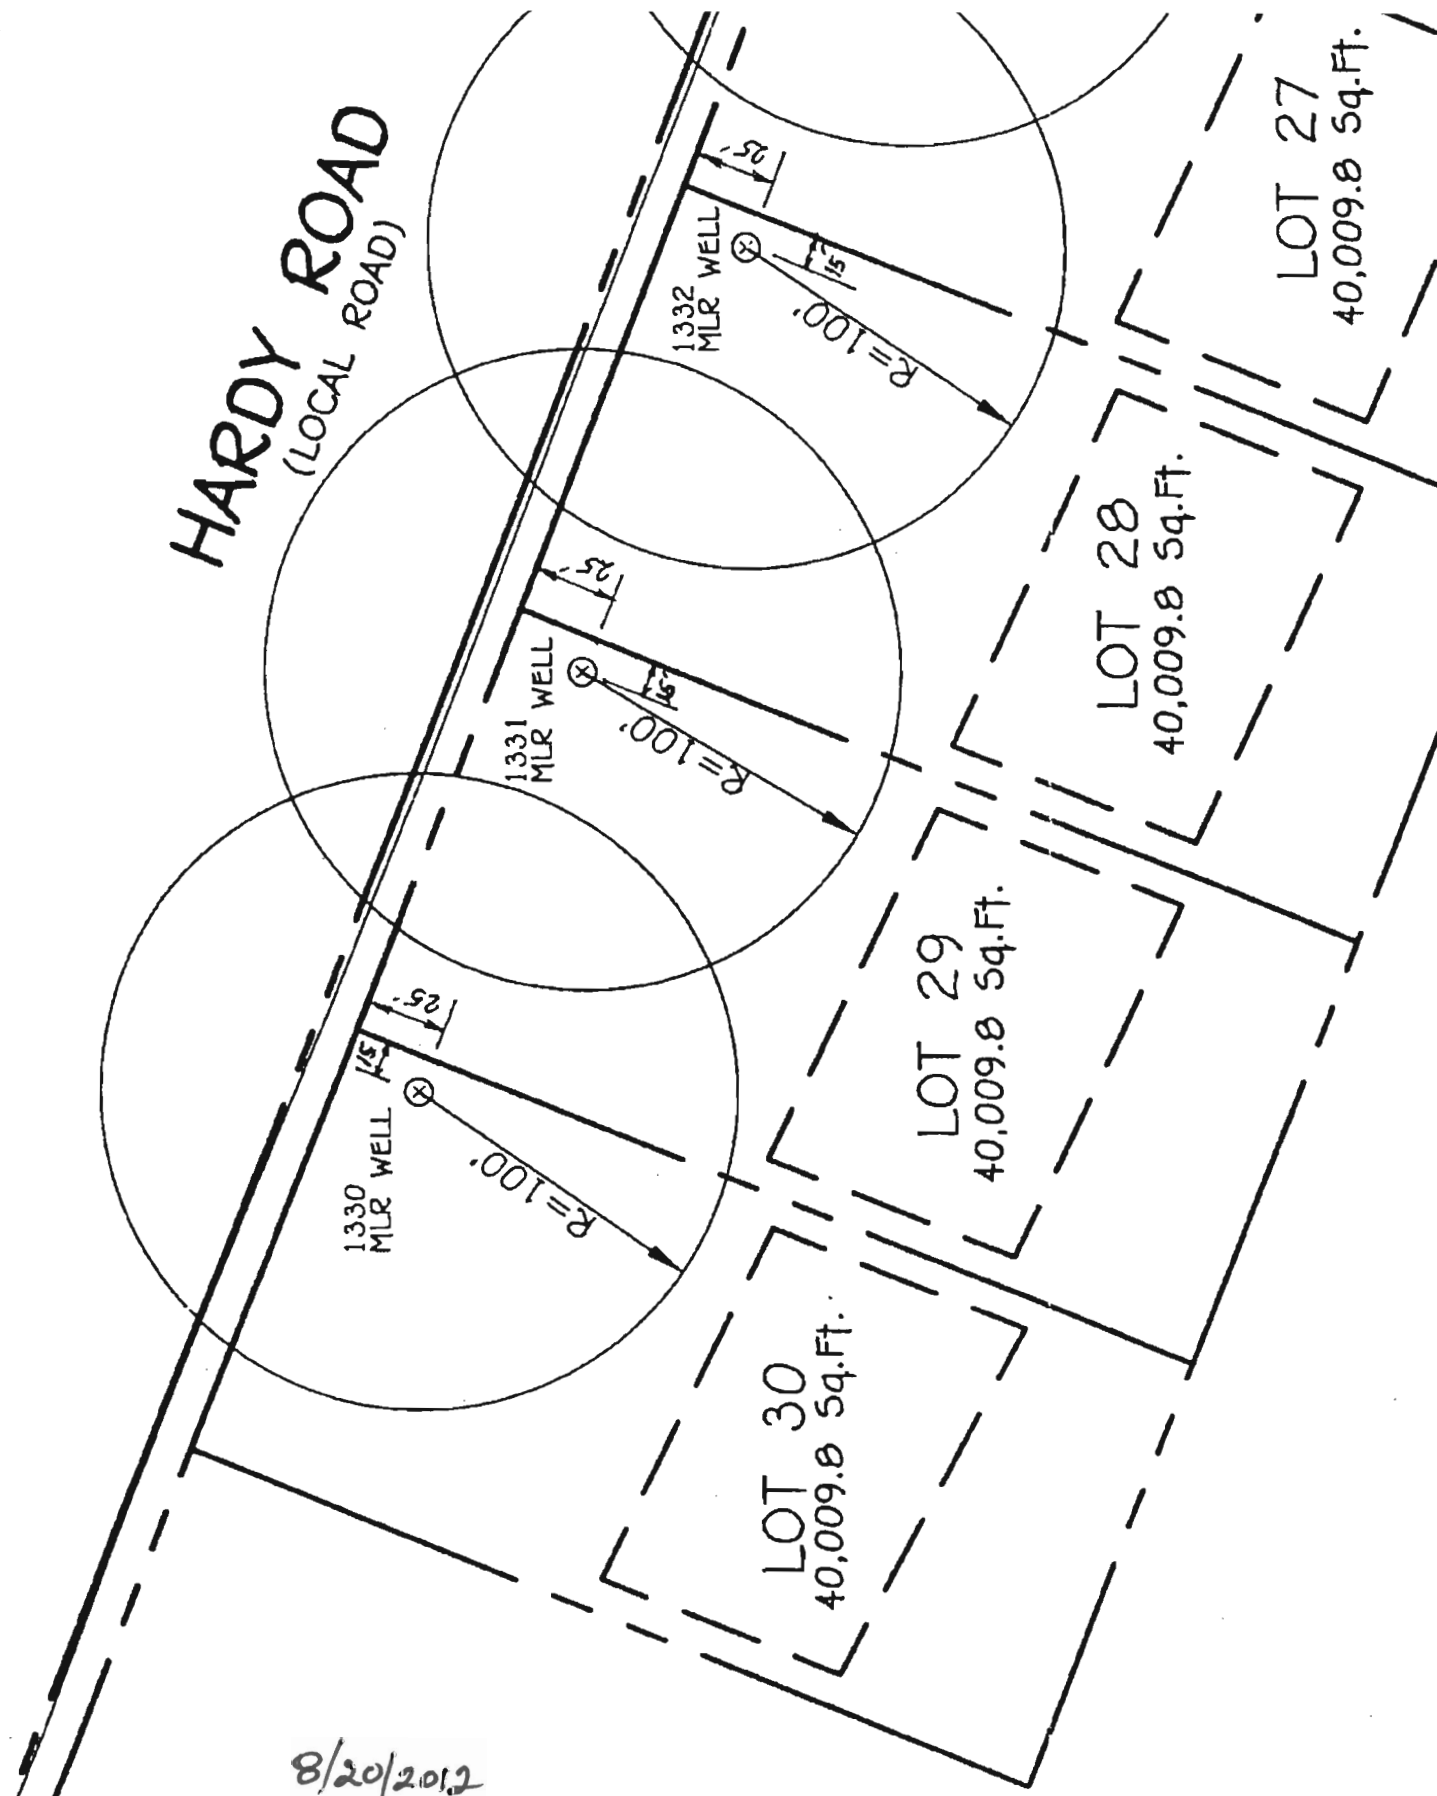 HARDY ROAD
(LOCAL ROAD)
1332
MLR WELL
25'
15'
R=100'
1331
MLR WELL
25'
15'
R=100'
1330
MLR WELL
25'
15'
R=100'
LOT 27
40,009.8 Sq.Ft.
LOT 28
40,009.8 Sq.Ft.
LOT 29
40,009.8 Sq.Ft.
LOT 30
40,009.8 Sq.Ft.
8/20/2012